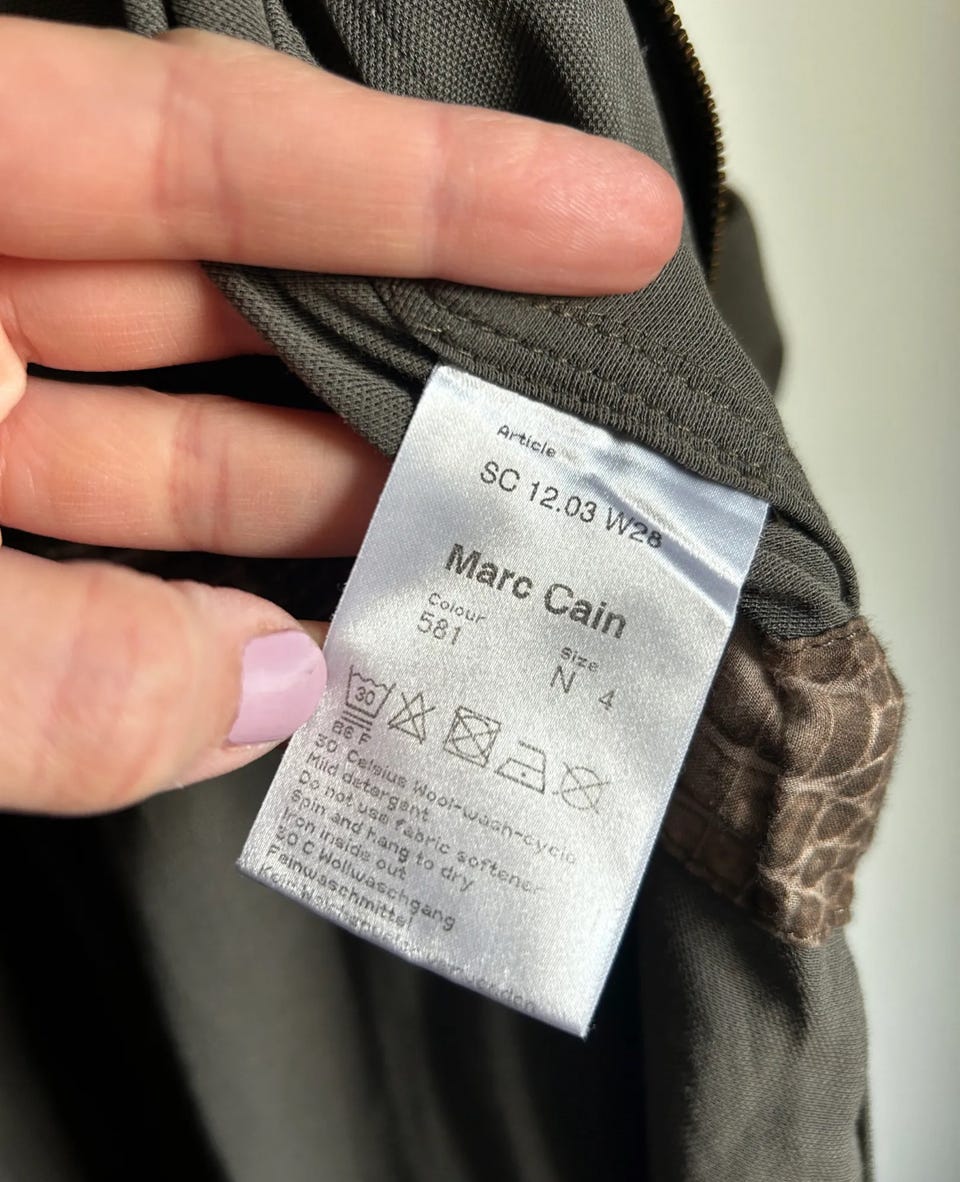 Article
SC 12.03 W28
Marc Cain
Colour
581
Size
N 4
30
86 F
30 Celsius Wool-wash-cycle
Mild detergent
Do not use fabric softener
Spin and hang to dry
Iron inside out
30 C Wollwaschgang
Feinwaschmittel
Kein